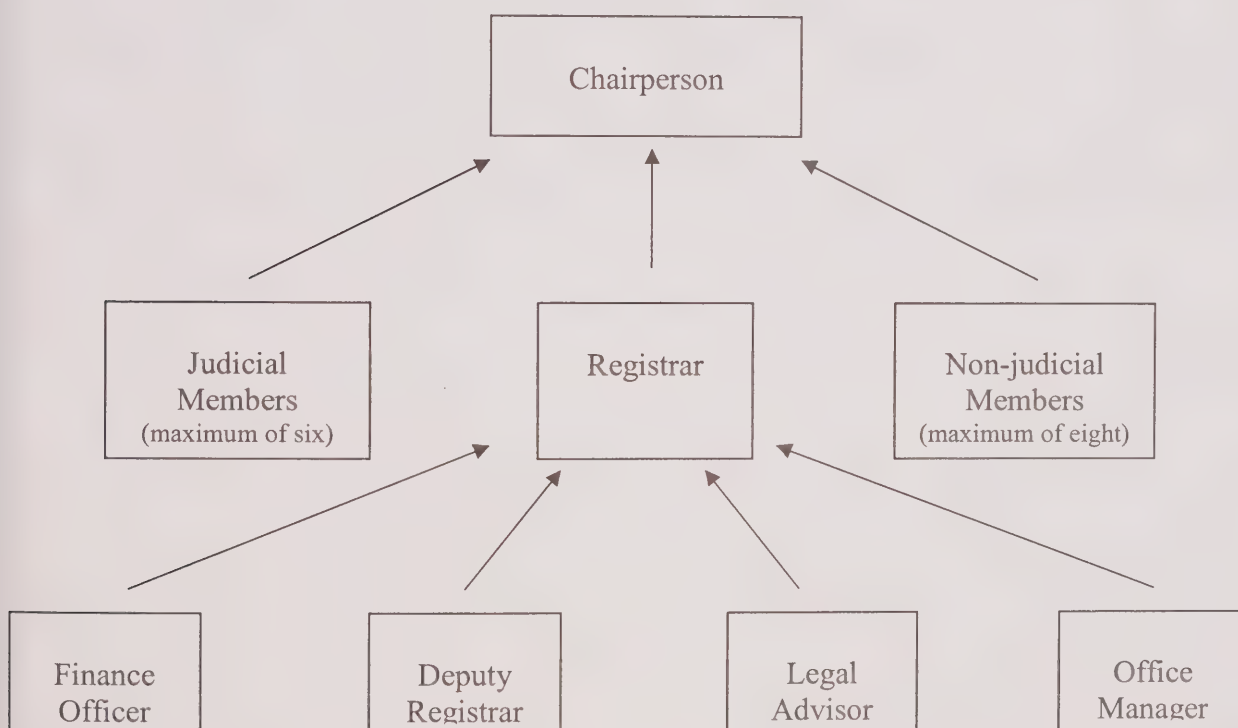 Chairperson
Judicial
Members
(maximum of six)
Registrar
Non-judicial
Members
(maximum of eight)
Finance
Officer
Deputy
Registrar
Legal
Advisor
Office
Manager